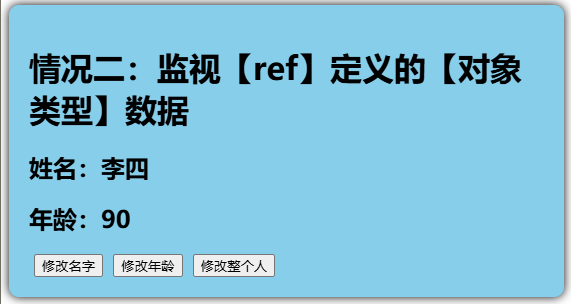 情况二：监视【ref】定义的【对象
类型】数据
姓名：李四
年龄：90
修改名字 修改年龄 修改整个人